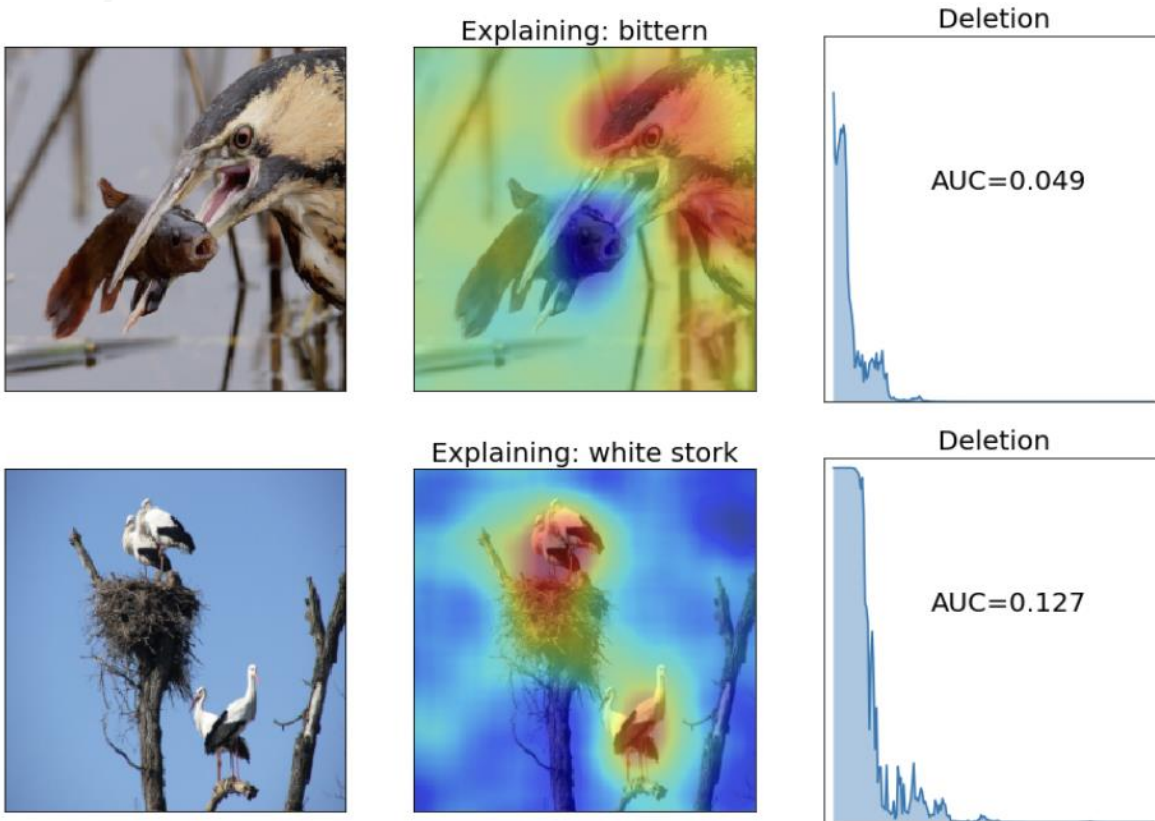 Explaining: bittern
Deletion
AUC=0.049
Explaining: white stork
Deletion
AUC=0.127